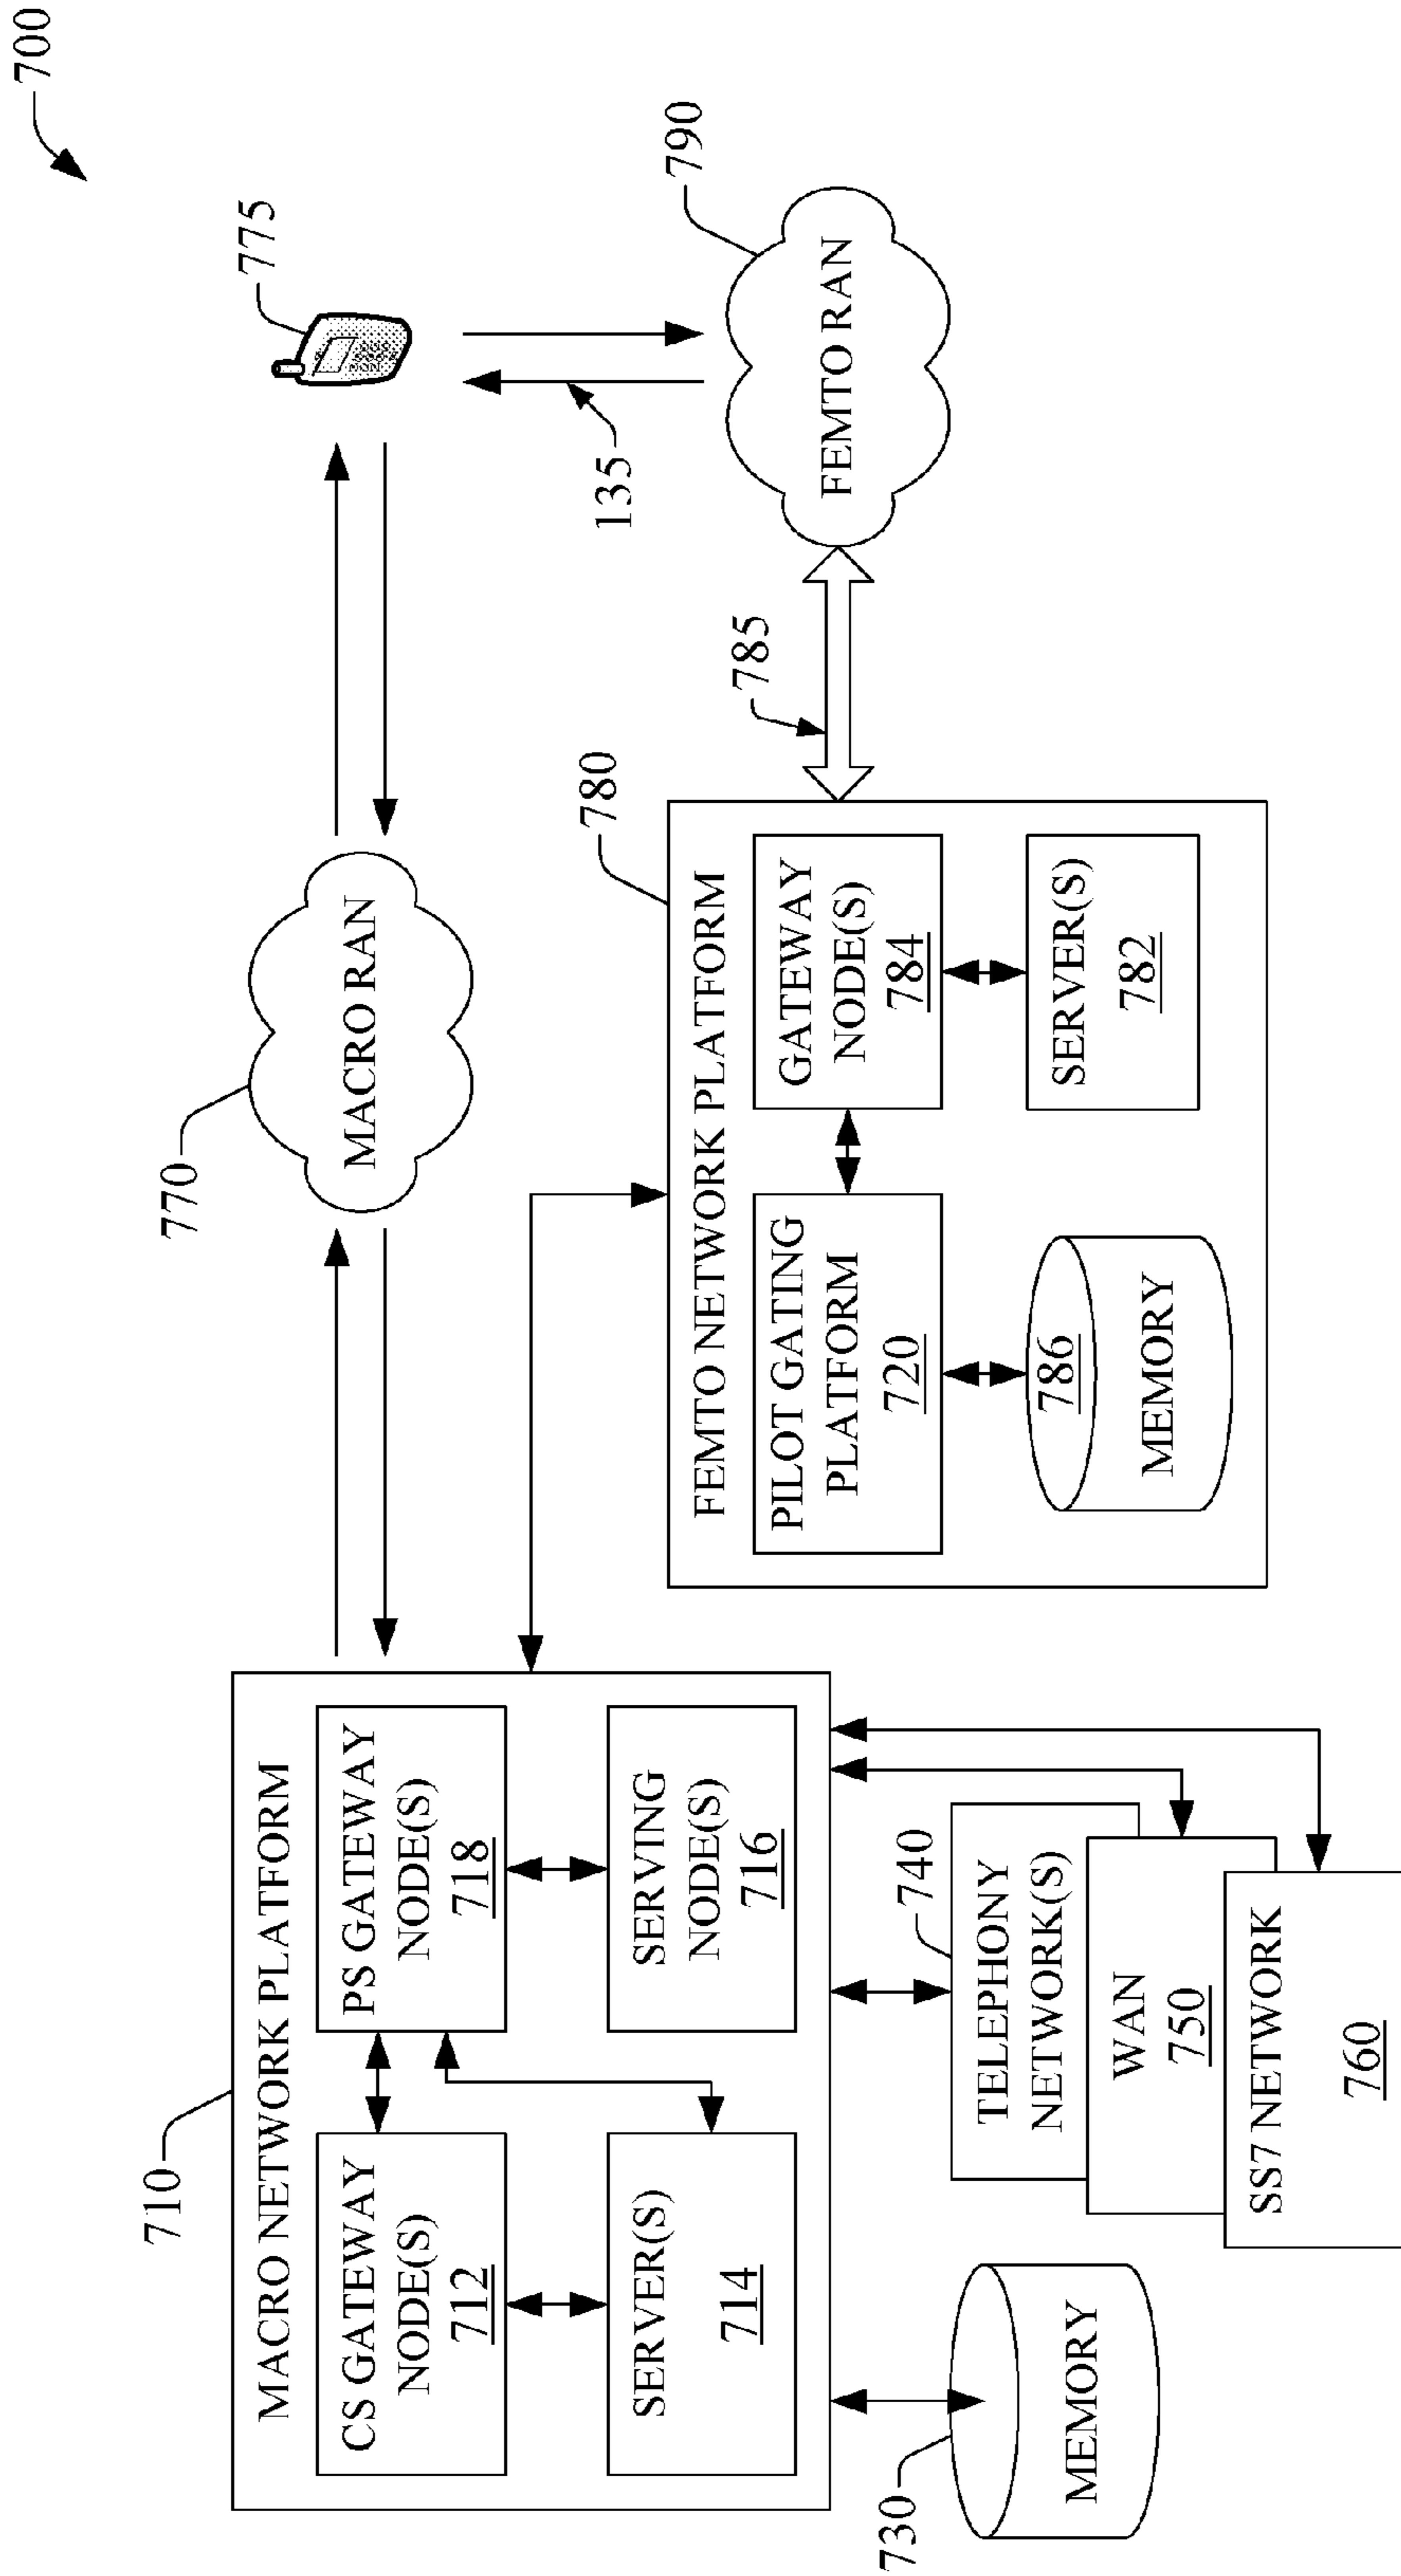 700
710
MACRO NETWORK PLATFORM
CS GATEWAY
NODE(S)
712
PS GATEWAY
NODE(S)
718
SERVER(S)
714
SERVING
NODE(S)
716
730
MEMORY
740
TELEPHONY
NETWORK(S)
WAN
750
SS7 NETWORK
760
770
MACRO RAN
775
135
780
FEMTO NETWORK PLATFORM
PILOT GATING
PLATFORM
720
GATEWAY
NODE(S)
784
786
MEMORY
SERVER(S)
782
785
790
FEMTO RAN